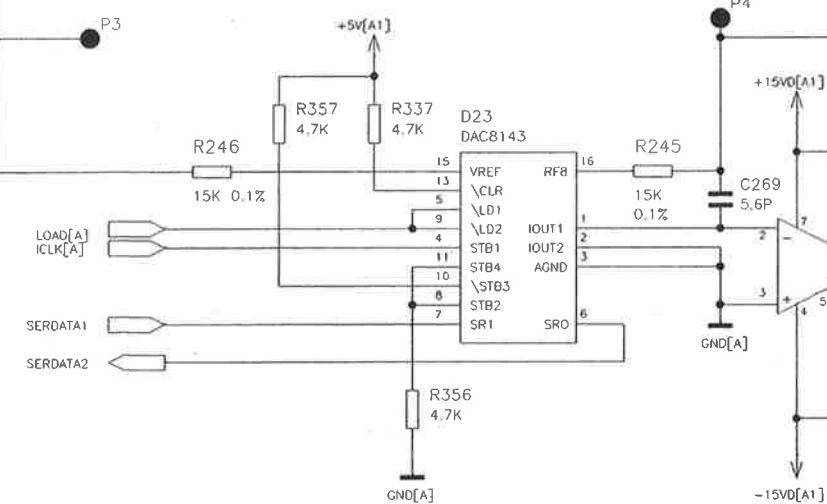 P3
P4
+5V[A1]
+15VD[A1]
R357
4,7K
R337
4,7K
D23
DAC8143
R246
15K 0.1%
R245
15K
0.1%
C269
5,6P
15 VREF RFB 16
13 \CLR
5 \LD1
9 \LD2 IOUT1 1
4 STB1 IOUT2 2
11 STB4 AGND 3
10 \STB3
8 STB2
7 SR1 SRO 6
LOAD[A]
ICLK[A]
SERDATA1
SERDATA2
2 - 7
3 + 4 5
GND[A]
R356
4.7K
GND[A]
-15VD[A1]